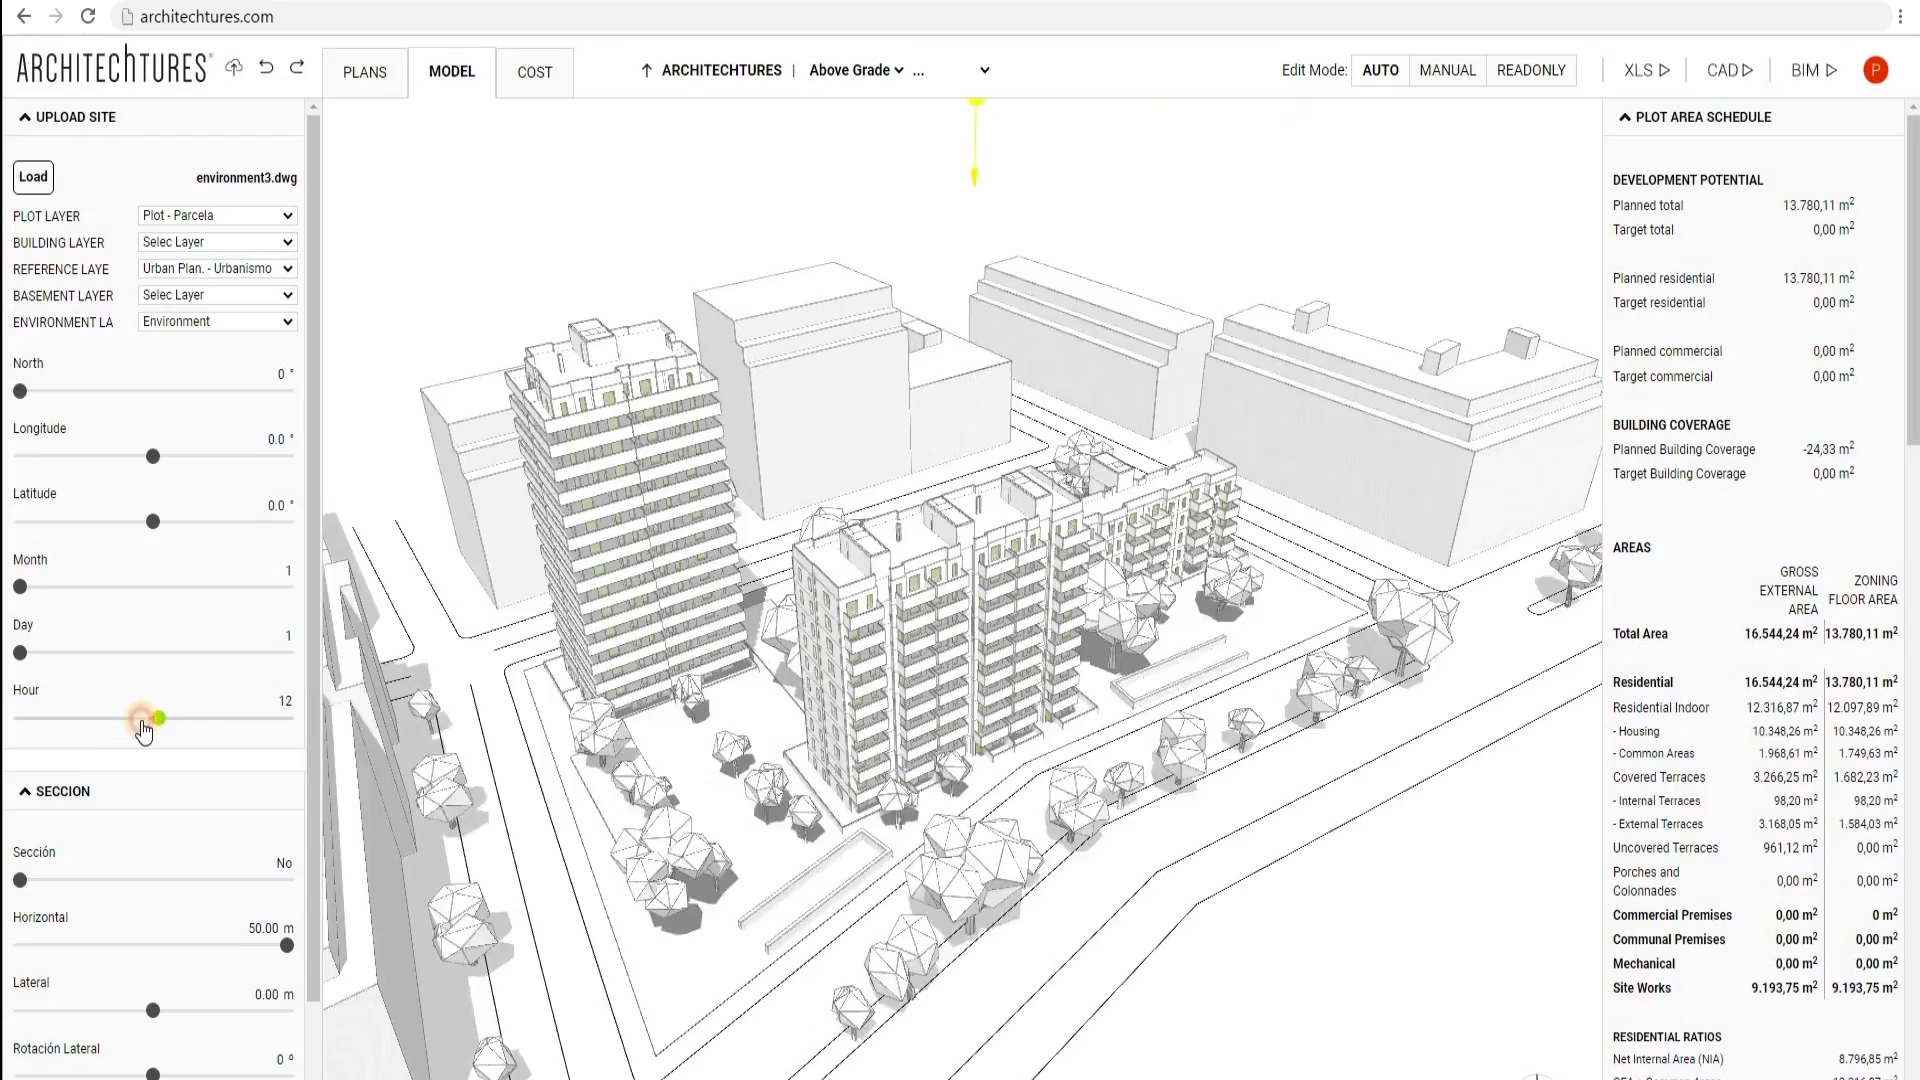 architechtures.com
ARCHITEChTURES®
PLANS
MODEL
COST
ARCHITECHTURES | Above Grade ...
Edit Mode: AUTO MANUAL READONLY
XLS CAD BIM P
UPLOAD SITE
Load environment3.dwg
PLOT LAYER Plot - Parcela
BUILDING LAYER Selec Layer
REFERENCE LAYE Urban Plan. - Urbanismo
BASEMENT LAYER Selec Layer
ENVIRONMENT LA Environment
North
0 °
Longitude
0.0 °
Latitude
0.0 °
Month
1
Day
1
Hour
12
SECCION
Sección
No
Horizontal
50.00 m
Lateral
0.00 m
Rotación Lateral
0 °
PLOT AREA SCHEDULE
DEVELOPMENT POTENTIAL
Planned total 13.780,11 m²
Target total 0,00 m²
Planned residential 13.780,11 m²
Target residential 0,00 m²
Planned commercial 0,00 m²
Target commercial 0,00 m²
BUILDING COVERAGE
Planned Building Coverage -24,33 m²
Target Building Coverage 0,00 m²
AREAS
GROSS
EXTERNAL
AREA
ZONING
FLOOR AREA
Total Area 16.544,24 m² 13.780,11 m²
Residential 16.544,24 m² 13.780,11 m²
Residential Indoor 12.316,87 m² 12.097,89 m²
- Housing 10.348,26 m² 10.348,26 m²
- Common Areas 1.968,61 m² 1.749,63 m²
Covered Terraces 3.266,25 m² 1.682,23 m²
- Internal Terraces 98,20 m² 98,20 m²
- External Terraces 3.168,05 m² 1.584,03 m²
Uncovered Terraces 961,12 m² 0,00 m²
Porches and
Colonnades 0,00 m² 0,00 m²
Commercial Premises 0,00 m² 0 m²
Communal Premises 0,00 m² 0,00 m²
Mechanical 0,00 m² 0,00 m²
Site Works 9.193,75 m² 9.193,75 m²
RESIDENTIAL RATIOS
Net Internal Area (NIA) 8.796,85 m²